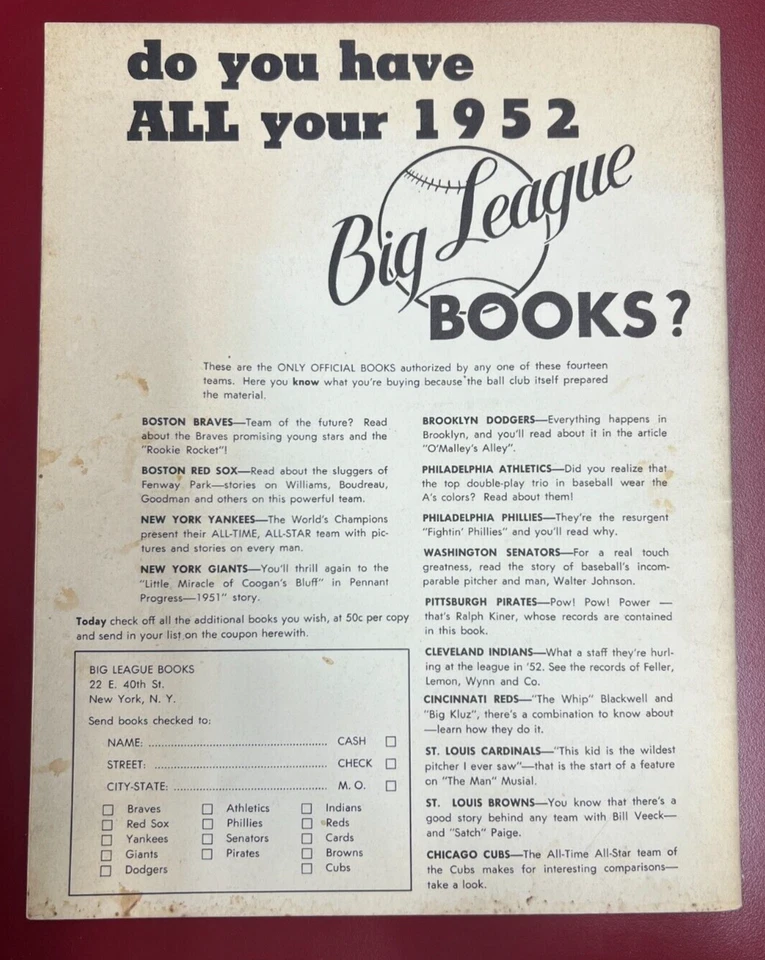 do you have
ALL your 1952
Big League
BOOKS?
These are the ONLY OFFICIAL BOOKS authorized by any one of these fourteen
teams. Here you know what you're buying because the ball club itself prepared
the material.
BOSTON BRAVES—Team of the future? Read
about the Braves promising young stars and the
"Rookie Rocket"!
BOSTON RED SOX—Read about the sluggers of
Fenway Park—stories on Williams, Boudreau,
Goodman and others on this powerful team.
NEW YORK YANKEES—The World's Champions
present their ALL-TIME, ALL-STAR team with pic-
tures and stories on every man.
NEW YORK GIANTS—You'll thrill again to the
"Little Miracle of Coogan's Bluff" in Pennant
Progress—1951" story.
Today check off all the additional books you wish, at 50c per copy
and send in your list on the coupon herewith.
BIG LEAGUE BOOKS
22 E. 40th St.
New York, N. Y.
Send books checked to:
NAME: .......... CASH
STREET: .......... CHECK
CITY-STATE: .......... M. O.
Braves Athletics Indians
Red Sox Phillies Reds
Yankees Senators Cards
Giants Pirates Browns
Dodgers Cubs
BROOKLYN DODGERS—Everything happens in
Brooklyn, and you'll read about it in the article
"O'Malley's Alley".
PHILADELPHIA ATHLETICS—Did you realize that
the top double-play trio in baseball wear the
A's colors? Read about them!
PHILADELPHIA PHILLIES—They're the resurgent
"Fightin' Phillies" and you'll read why.
WASHINGTON SENATORS—For a real touch
greatness, read the story of baseball's incom-
parable pitcher and man, Walter Johnson.
PITTSBURGH PIRATES—Pow! Pow! Power —
that's Ralph Kiner, whose records are contained
in this book.
CLEVELAND INDIANS—What a staff they're hurl-
ing at the league in '52. See the records of Feller,
Lemon, Wynn and Co.
CINCINNATI REDS—"The Whip" Blackwell and
"Big Kluz", there's a combination to know about
—learn how they do it.
ST. LOUIS CARDINALS—"This kid is the wildest
pitcher I ever saw"—that is the start of a feature
on "The Man" Musial.
ST. LOUIS BROWNS—You know that there's a
good story behind any team with Bill Veeck—
and "Satch" Paige.
CHICAGO CUBS—The All-Time All-Star team of
the Cubs makes for interesting comparisons—
take a look.